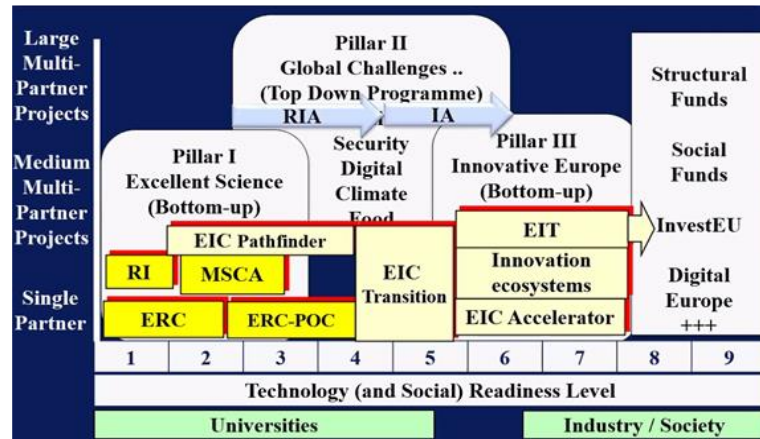 Large
Multi-
Partner
Projects
Medium
Multi-
Partner
Projects
Single
Partner
Pillar II
Global Challenges ..
(Top Down Programme)
RIA
IA
Security
Digital
Climate
Food
Pillar I
Excellent Science
(Bottom-up)
Pillar III
Innovative Europe
(Bottom-up)
EIC Pathfinder
RI
MSCA
ERC
ERC-POC
EIC
Transition
EIT
Innovation
ecosystems
EIC Accelerator
Structural
Funds
Social
Funds
InvestEU
Digital
Europe
+++
1 2 3 4 5 6 7 8 9
Technology (and Social) Readiness Level
Universities
Industry / Society